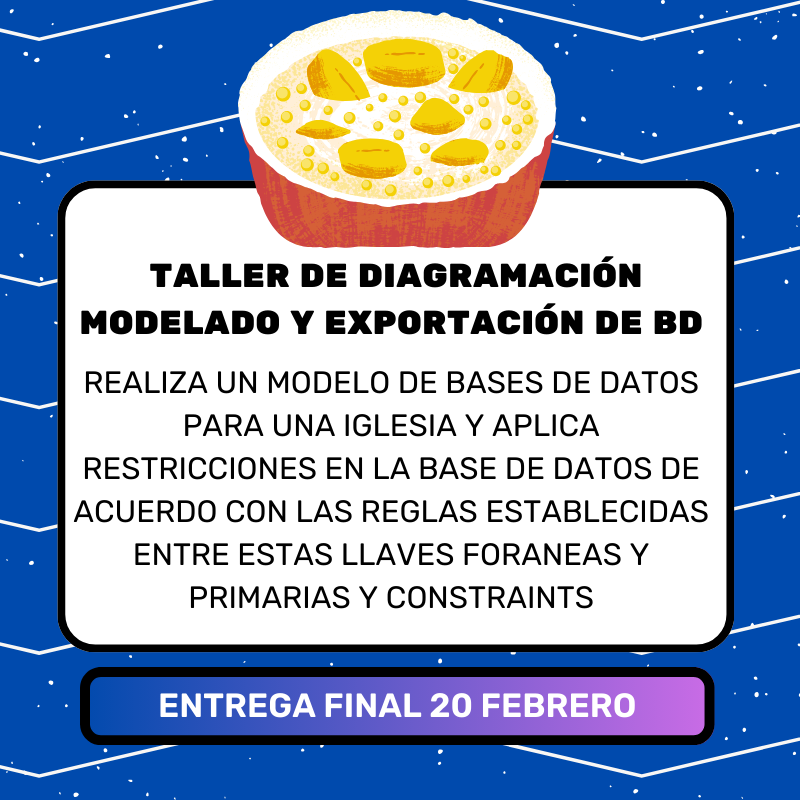 TALLER DE DIAGRAMACIÓN
MODELADO Y EXPORTACIÓN DE BD
REALIZA UN MODELO DE BASES DE DATOS
PARA UNA IGLESIA Y APLICA
RESTRICCIONES EN LA BASE DE DATOS DE
ACUERDO CON LAS REGLAS ESTABLECIDAS
ENTRE ESTAS LLAVES FORANEAS Y
PRIMARIAS Y CONSTRAINTS
ENTREGA FINAL 20 FEBRERO